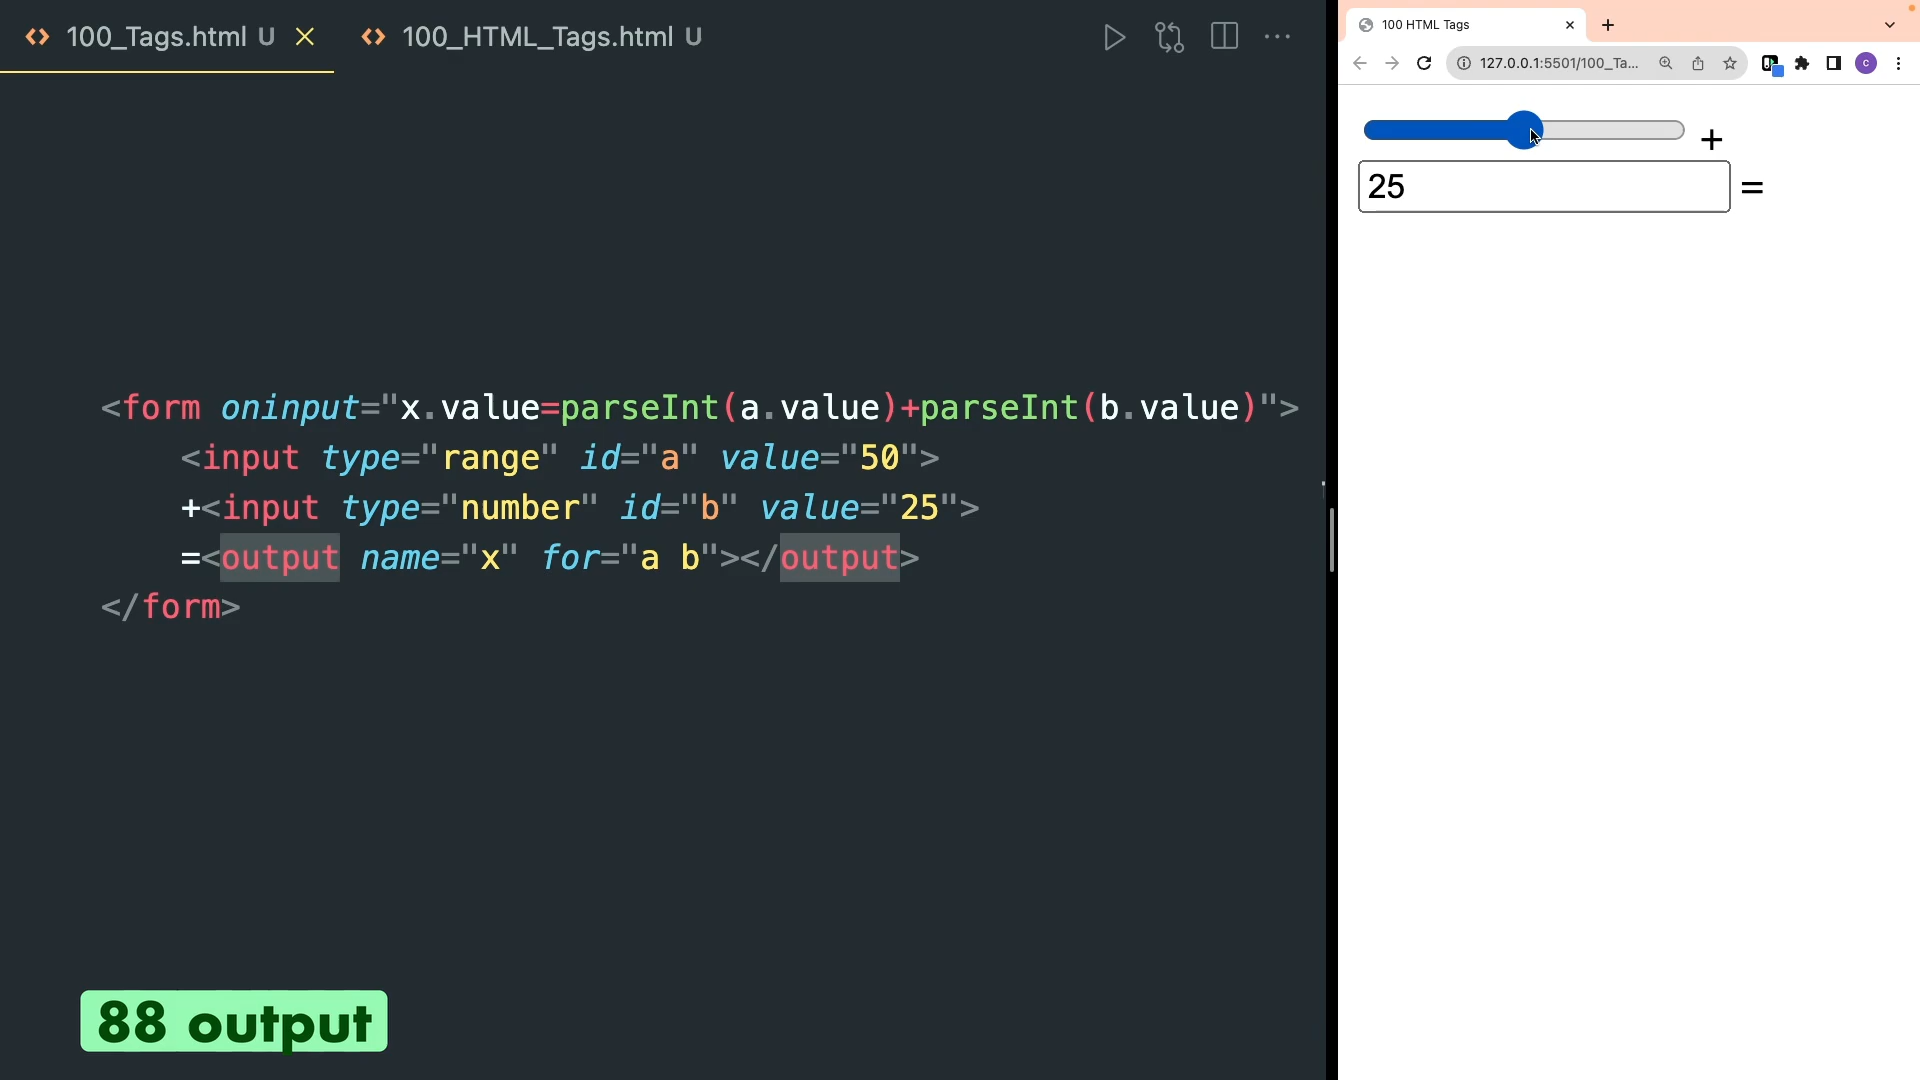 100_Tags.html U
100_HTML_Tags.html U
<form oninput="x.value=parseInt(a.value)+parseInt(b.value)">
<input type="range" id="a" value="50">
+<input type="number" id="b" value="25">
=<output name="x" for="a b"></output>
</form>
88 output
100 HTML Tags
127.0.0.1:5501/100_Ta...
c
+
25 =